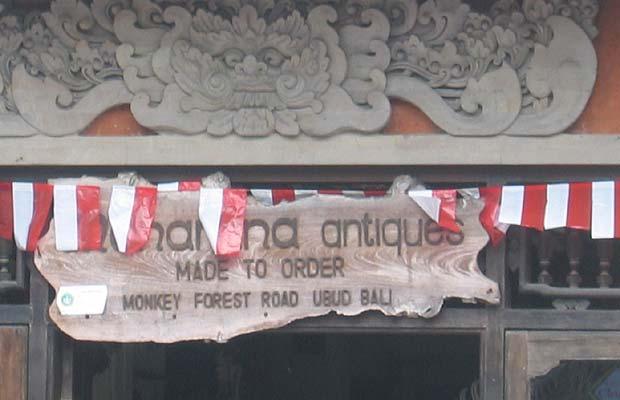 antiques
MADE TO ORDER
MONKEY FOREST ROAD UBUD BALI